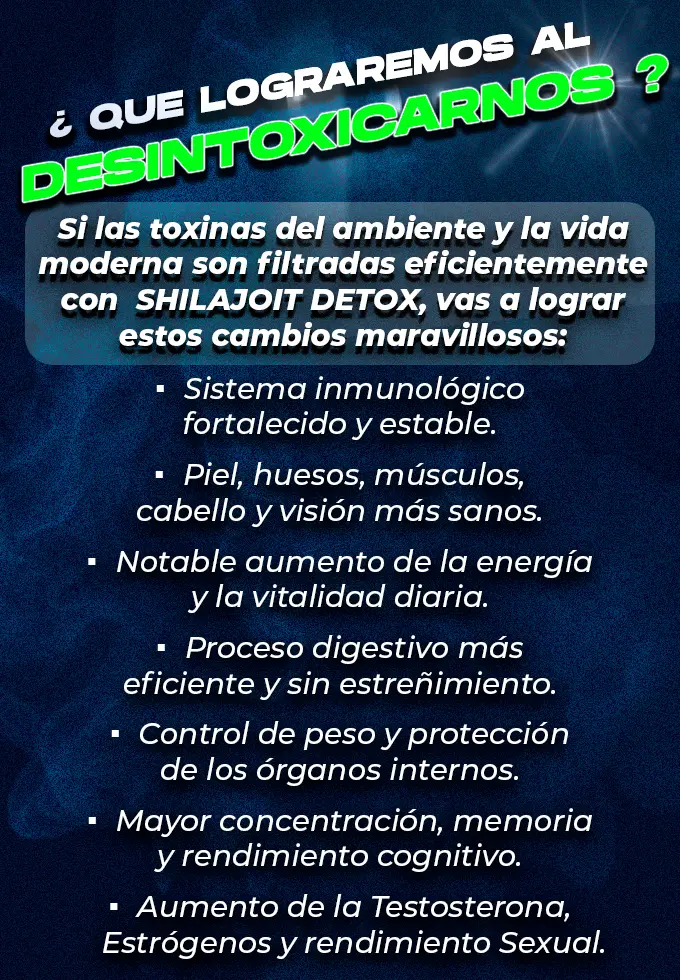 ¿ QUE LOGRAREMOS AL
DESINTOXICARNOS ?
Si las toxinas del ambiente y la vida
moderna son filtradas eficientemente
con SHILAJOIT DETOX, vas a lograr
estos cambios maravillosos:
▪ Sistema inmunológico
fortalecido y estable.
▪ Piel, huesos, músculos,
cabello y visión más sanos.
▪ Notable aumento de la energía
y la vitalidad diaria.
▪ Proceso digestivo más
eficiente y sin estreñimiento.
▪ Control de peso y protección
de los órganos internos.
▪ Mayor concentración, memoria
y rendimiento cognitivo.
▪ Aumento de la Testosterona,
Estrógenos y rendimiento Sexual.